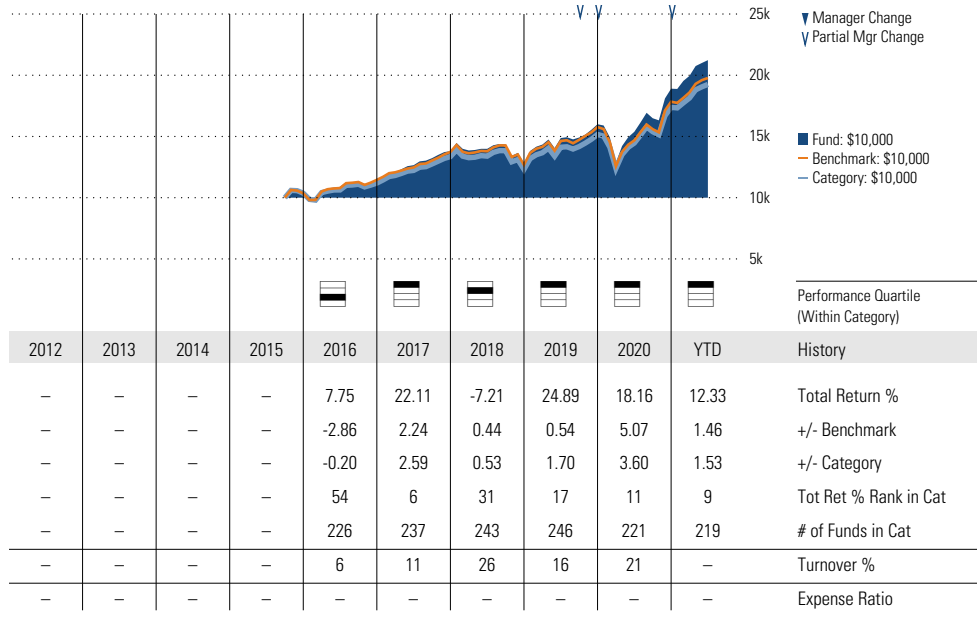 25k
▼ Manager Change
∨ Partial Mgr Change
20k
15k
Fund: $10,000
Benchmark: $10,000
Category: $10,000
10k
5k
Performance Quartile
(Within Category)
2012 2013 2014 2015 2016 2017 2018 2019 2020 YTD History
– – – – 7.75 22.11 -7.21 24.89 18.16 12.33 Total Return %
– – – – -2.86 2.24 0.44 0.54 5.07 1.46 +/- Benchmark
– – – – -0.20 2.59 0.53 1.70 3.60 1.53 +/- Category
– – – – 54 6 31 17 11 9 Tot Ret % Rank in Cat
– – – – 226 237 243 246 221 219 # of Funds in Cat
– – – – 6 11 26 16 21 – Turnover %
– – – – – – – – – – Expense Ratio